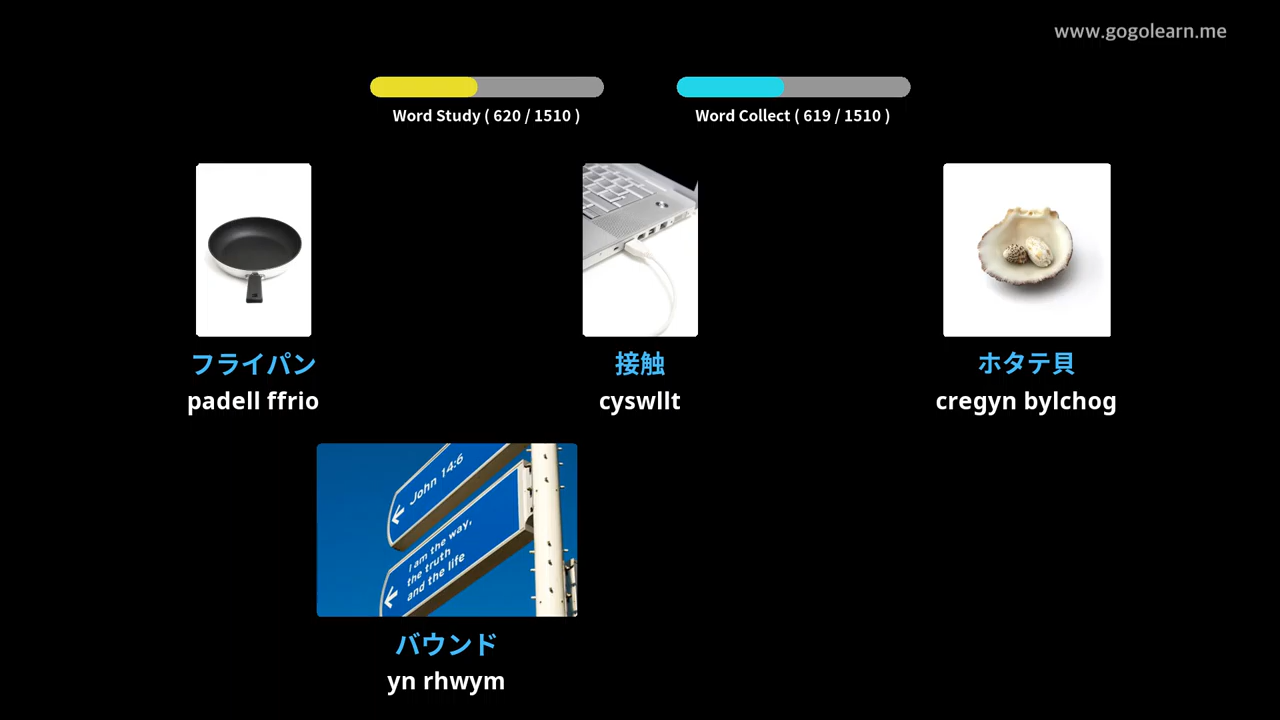 www.gogolearn.me
Word Study ( 620 / 1510 )
Word Collect ( 619 / 1510 )
フライパン
padell ffrio
接触
cyswllt
ホタテ貝
cregyn bylchog
John 14:6
I am the way,
the truth
and the life
バウンド
yn rhwym